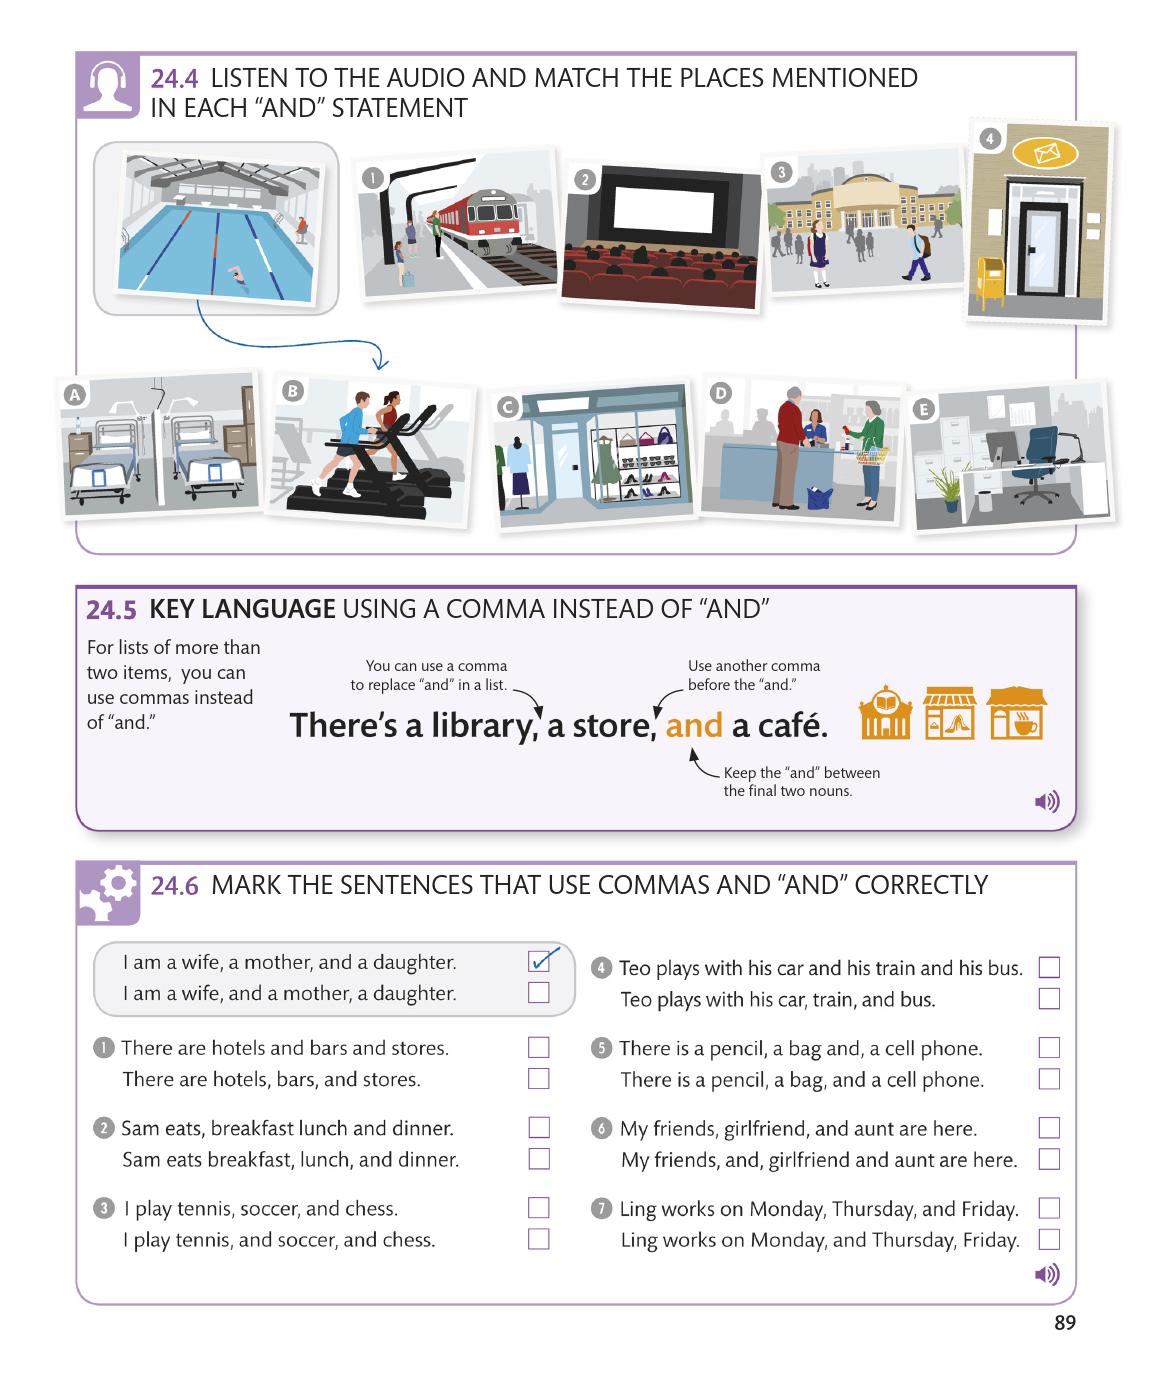 24.4 LISTEN TO THE AUDIO AND MATCH THE PLACES MENTIONED
IN EACH “AND” STATEMENT
1
2
3
4
A
B
C
D
E
24.5 KEY LANGUAGE USING A COMMA INSTEAD OF “AND”
For lists of more than
two items, you can
use commas instead
of “and.”
You can use a comma
to replace “and” in a list.
Use another comma
before the “and.”
There’s a library, a store, and a café.
Keep the “and” between
the final two nouns.
24.6 MARK THE SENTENCES THAT USE COMMAS AND “AND” CORRECTLY
I am a wife, a mother, and a daughter.
I am a wife, and a mother, a daughter.
1 There are hotels and bars and stores.
There are hotels, bars, and stores.
2 Sam eats, breakfast lunch and dinner.
Sam eats breakfast, lunch, and dinner.
3 I play tennis, soccer, and chess.
I play tennis, and soccer, and chess.
4 Teo plays with his car and his train and his bus.
Teo plays with his car, train, and bus.
5 There is a pencil, a bag and, a cell phone.
There is a pencil, a bag, and a cell phone.
6 My friends, girlfriend, and aunt are here.
My friends, and, girlfriend and aunt are here.
7 Ling works on Monday, Thursday, and Friday.
Ling works on Monday, and Thursday, Friday.
89